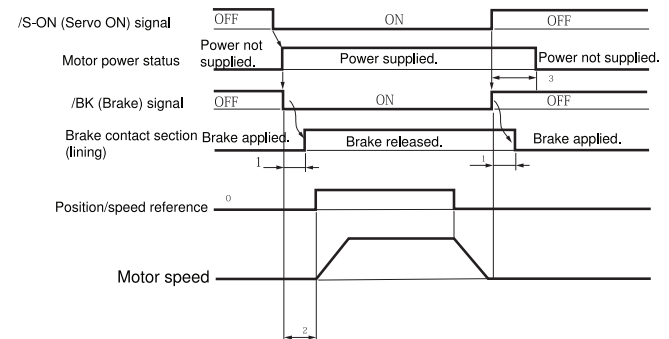 /S-ON (Servo ON) signal OFF ON OFF
Motor power status Power not supplied. Power supplied. Power not supplied.
3
/BK (Brake) signal OFF ON OFF
Brake contact section (lining) Brake applied. Brake released. Brake applied.
1 1
Position/speed reference 0
Motor speed
2